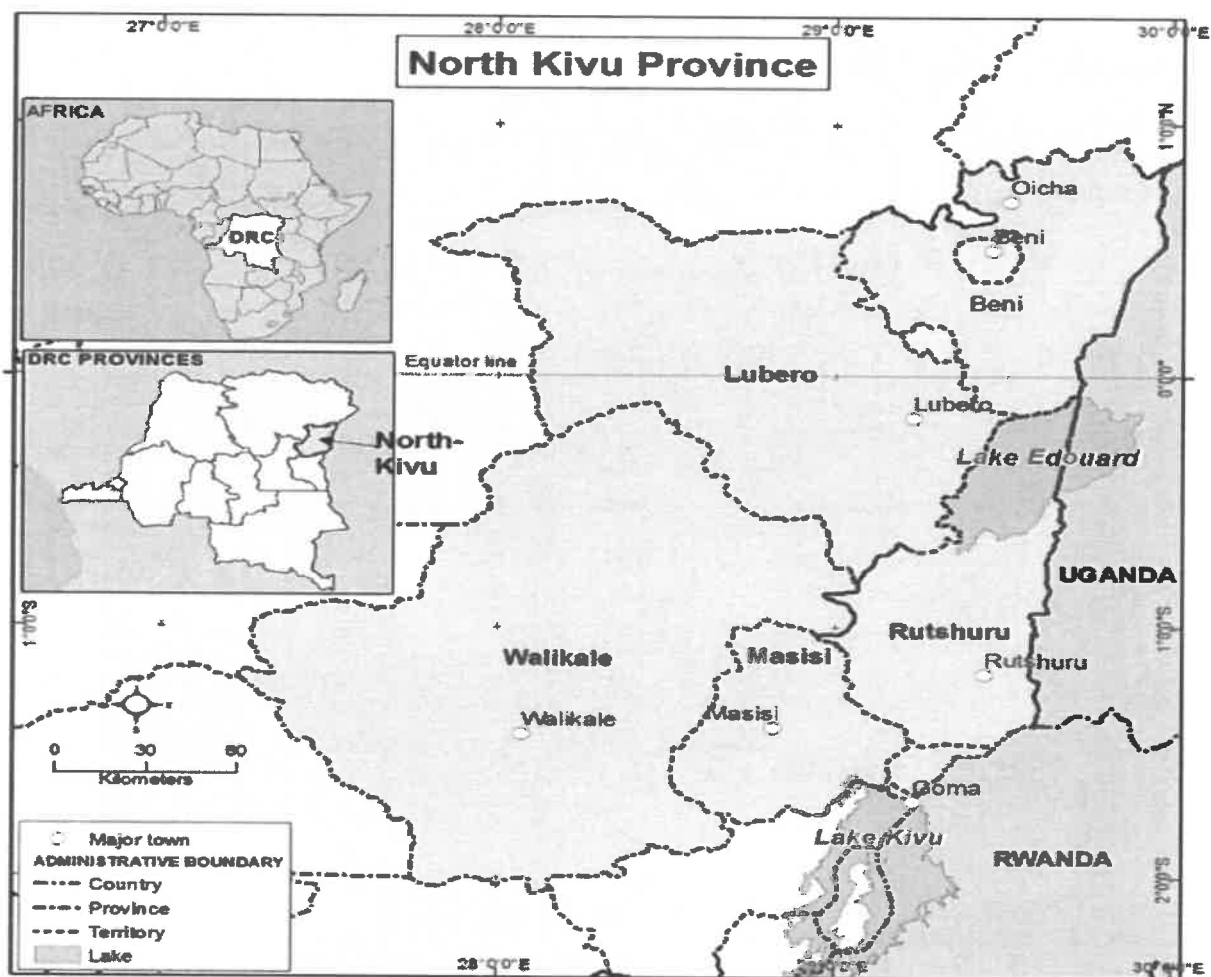 27°0'0"E
28°0'0"E
29°0'0"E
30°0'0"E
North Kivu Province
AFRICA
DRC
1°0'0"N
Oicha
Beni
Beni
DRC PROVINCES
Equator line
0°0'0"
Lubero
Lubero
North-
Kivu
Lake Edouard
UGANDA
1°0'0"S
1°0'0"S
Rutshuru
Rutshuru
Walikale
Masisi
Walikale
Masisi
0 30 60
Kilometers
Goma
Lake Kivu
RWANDA
Major town
ADMINISTRATIVE BOUNDARY
Country
Province
Territory
Lake
2°0'0"S
28°0'0"E